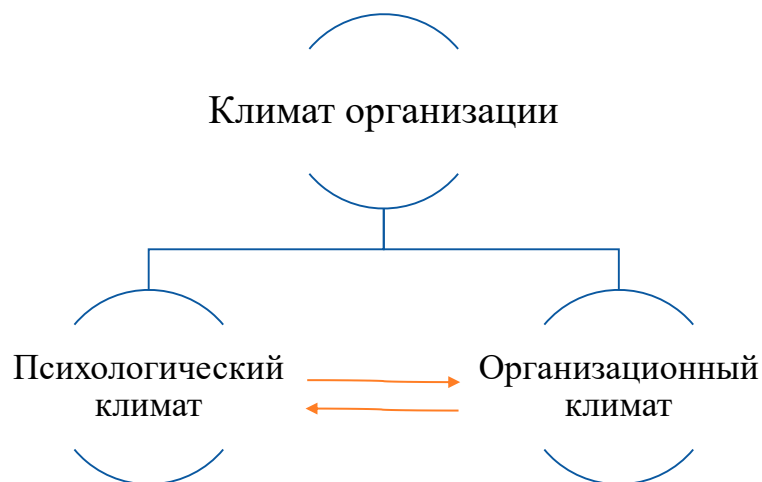 Климат организации
Психологический
климат
Организационный
климат